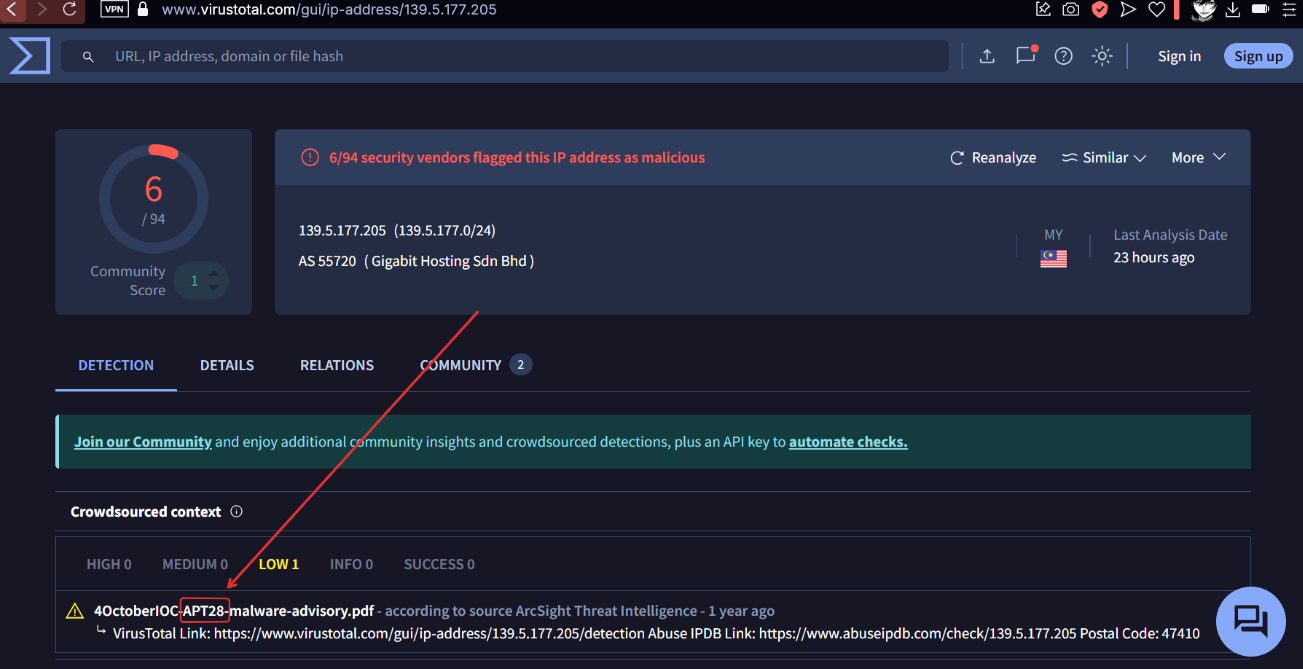 VPN
www.virustotal.com/gui/ip-address/139.5.177.205
URL, IP address, domain or file hash
Sign in
Sign up
6
/ 94
Community
Score
1
6/94 security vendors flagged this IP address as malicious
Reanalyze
Similar
More
139.5.177.205 (139.5.177.0/24)
AS 55720 ( Gigabit Hosting Sdn Bhd )
MY
Last Analysis Date
23 hours ago
DETECTION
DETAILS
RELATIONS
COMMUNITY
2
Join our Community and enjoy additional community insights and crowdsourced detections, plus an API key to automate checks.
Crowdsourced context
HIGH 0
MEDIUM 0
LOW 1
INFO 0
SUCCESS 0
4OctoberIOC-APT28-malware-advisory.pdf - according to source ArcSight Threat Intelligence - 1 year ago
VirusTotal Link: https://www.virustotal.com/gui/ip-address/139.5.177.205/detection Abuse IPDB Link: https://www.abuseipdb.com/check/139.5.177.205 Postal Code: 47410